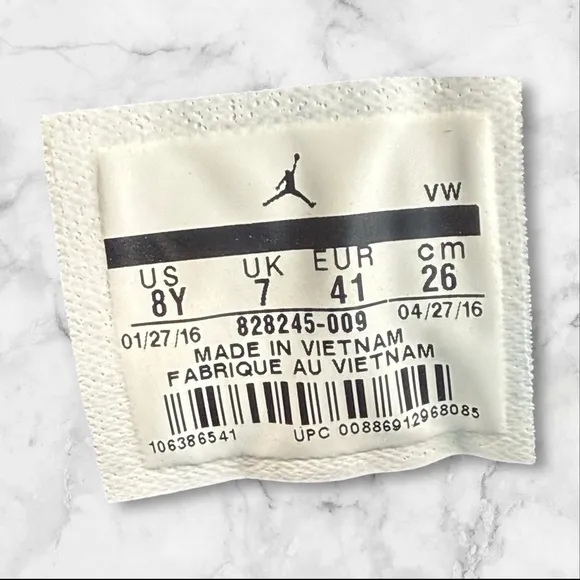 VW
US UK EUR cm
8Y 7 41 26
01/27/16 828245-009 04/27/16
MADE IN VIETNAM
FABRIQUE AU VIETNAM
106386541 UPC 00886912968085